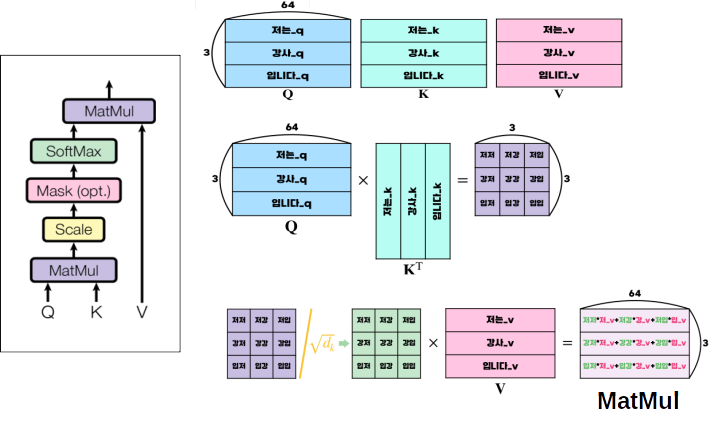 MatMul
SoftMax
Mask (opt.)
Scale
MatMul
Q K V
64
3
저는_q
강사_q
입니다_q
Q
저는_k
강사_k
입니다_k
K
저는_v
강사_v
입니다_v
V
64
3
저는_q
강사_q
입니다_q
Q
×
저는_k
강사_k
입니다_k
K^T
=
3
저저 저강 저입
강저 강강 강입
입저 입강 입입
3
저저 저강 저입
강저 강강 강입
입저 입강 입입
/ √d_k
저저 저강 저입
강저 강강 강입
입저 입강 입입
×
저는_v
강사_v
입니다_v
V
=
64
저저*저_v+저강*강_v+저입*입_v
강저*저_v+강강*강_v+강입*입_v
입저*저_v+입강*강_v+입입*입_v
3
MatMul